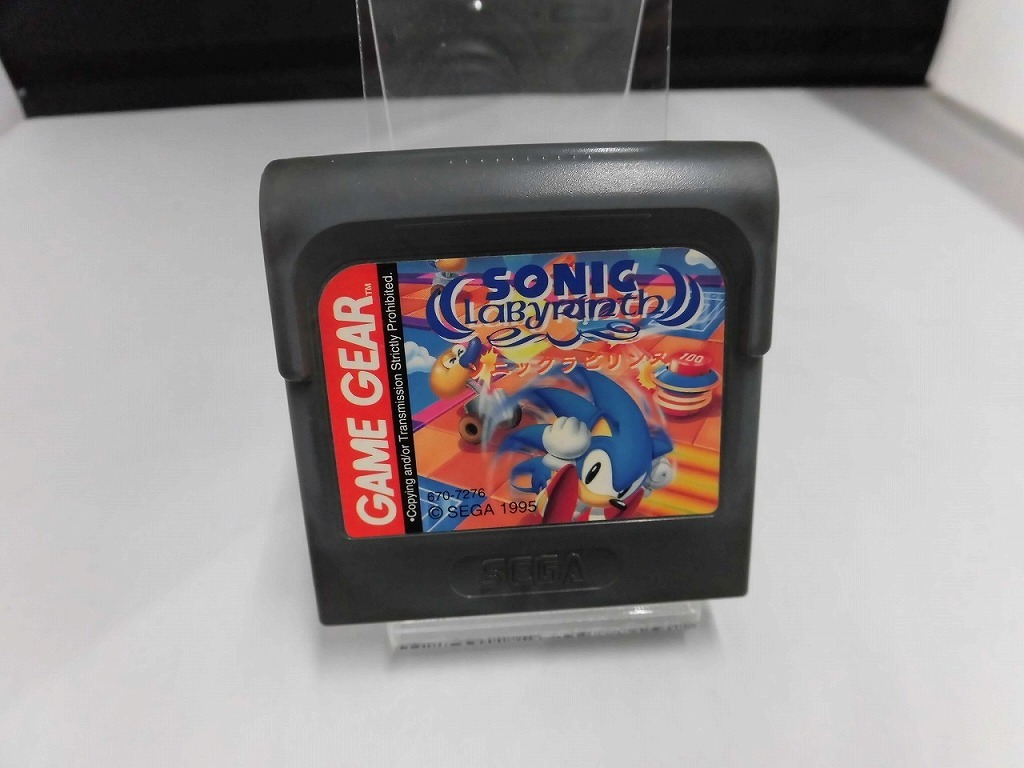 GAME GEAR™
•Copying and/or Transmission Strictly Prohibited.
SONIC
Labyrinth
ソニックラビリンス
100
670-7276
© SEGA 1995
SEGA